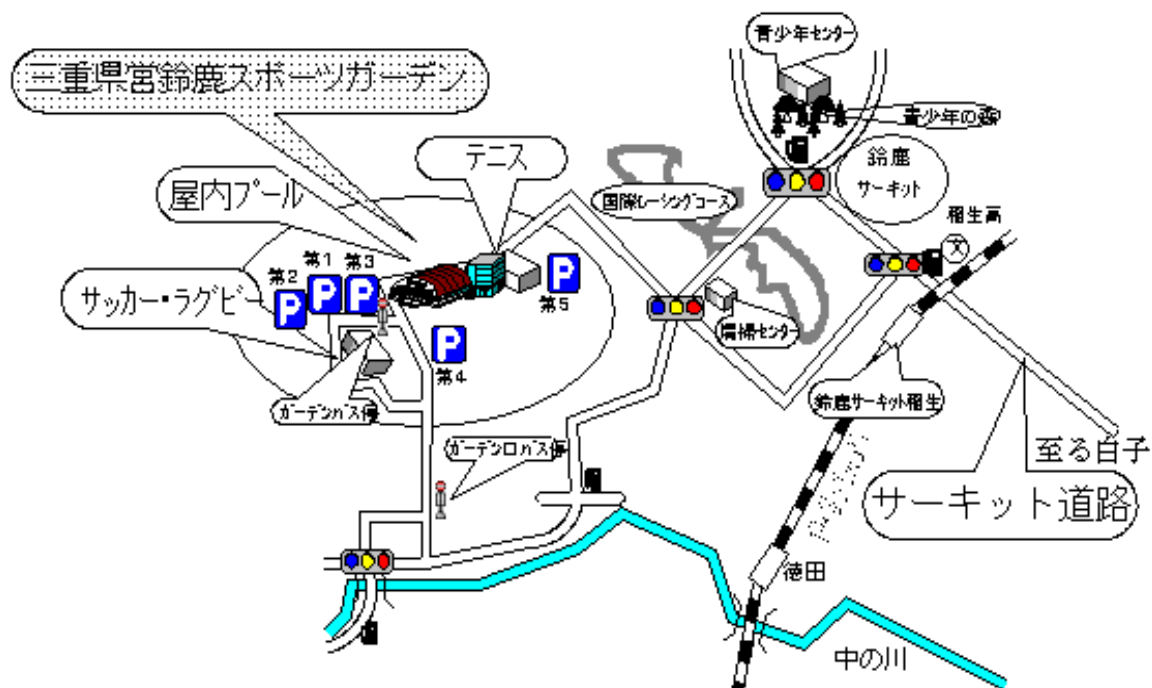 青少年ｾﾝﾀｰ
三重県営鈴鹿スポーツガーデン
青少年の森
テニス
鈴鹿
サーキット
屋内プール
国際ﾚｰｼﾝｸﾞｺｰｽ
稲生高
文
第1
第3
第2
P
P
P
P
第5
サッカー・ラグビー
清掃ｾﾝﾀｰ
P
第4
ｶﾞｰﾃﾞﾝﾊﾞｽ停
鈴鹿サーキット稲生
ｶﾞｰﾃﾞﾝ口ﾊﾞｽ停
至る白子
サーキット道路
徳田
中の川